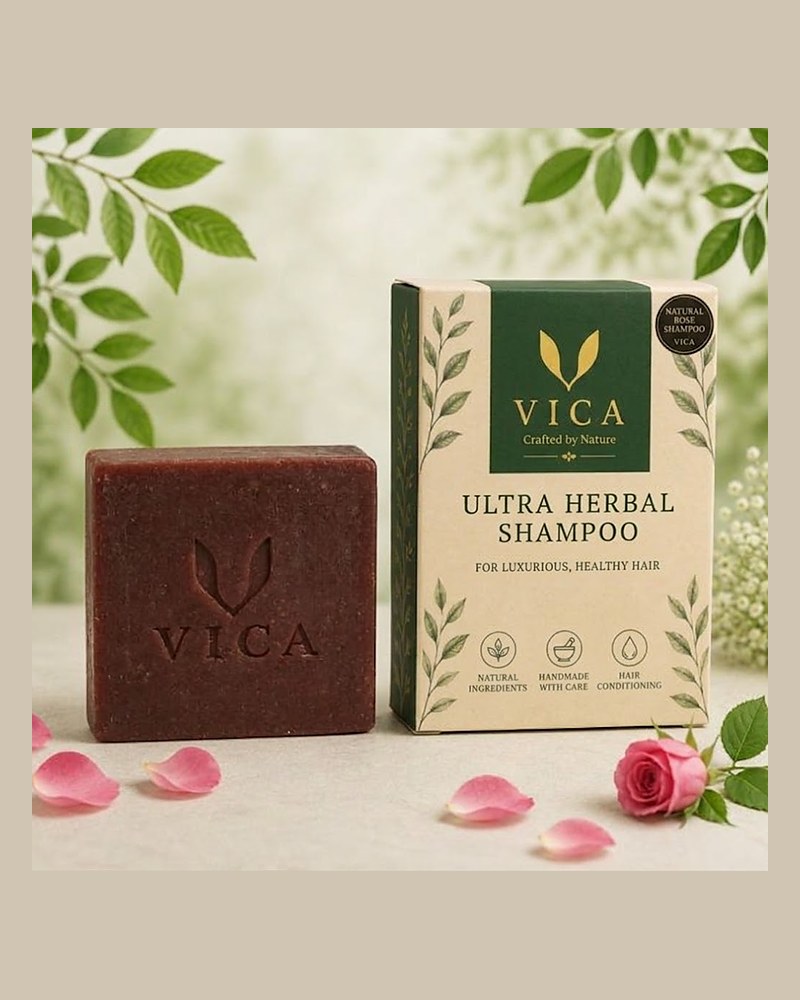 VICA
NATURAL
ROSE
SHAMPOO
VICA
VICA
Crafted by Nature
ULTRA HERBAL
SHAMPOO
FOR LUXURIOUS, HEALTHY HAIR
NATURAL
INGREDIENTS
HANDMADE
WITH CARE
HAIR
CONDITIONING